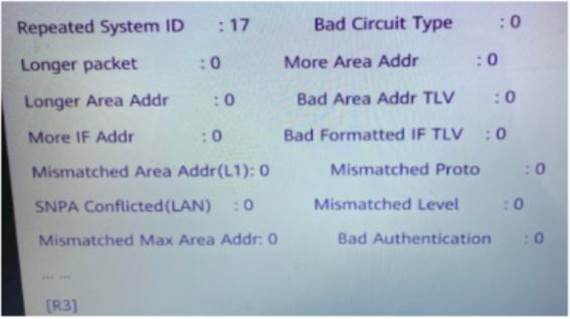 Repeated System ID : 17 Bad Circuit Type : 0
Longer packet : 0 More Area Addr : 0
Longer Area Addr : 0 Bad Area Addr TLV : 0
More IF Addr : 0 Bad Formatted IF TLV : 0
Mismatched Area Addr(L1): 0 Mismatched Proto : 0
SNPA Conflicted(LAN) : 0 Mismatched Level : 0
Mismatched Max Area Addr: 0 Bad Authentication : 0
... ...
[R3]